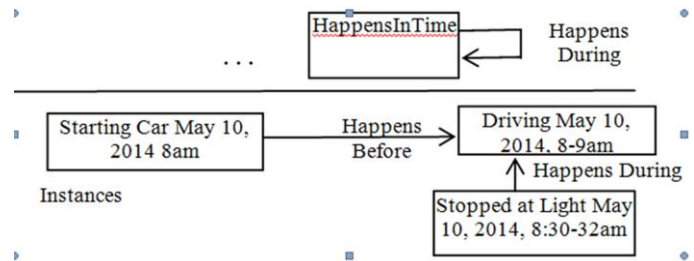 HappensInTime
Happens
During
. . .
Starting Car May 10,
2014 8am
Happens
Before
Driving May 10,
2014, 8-9am
Happens During
Instances
Stopped at Light May
10, 2014, 8:30-32am